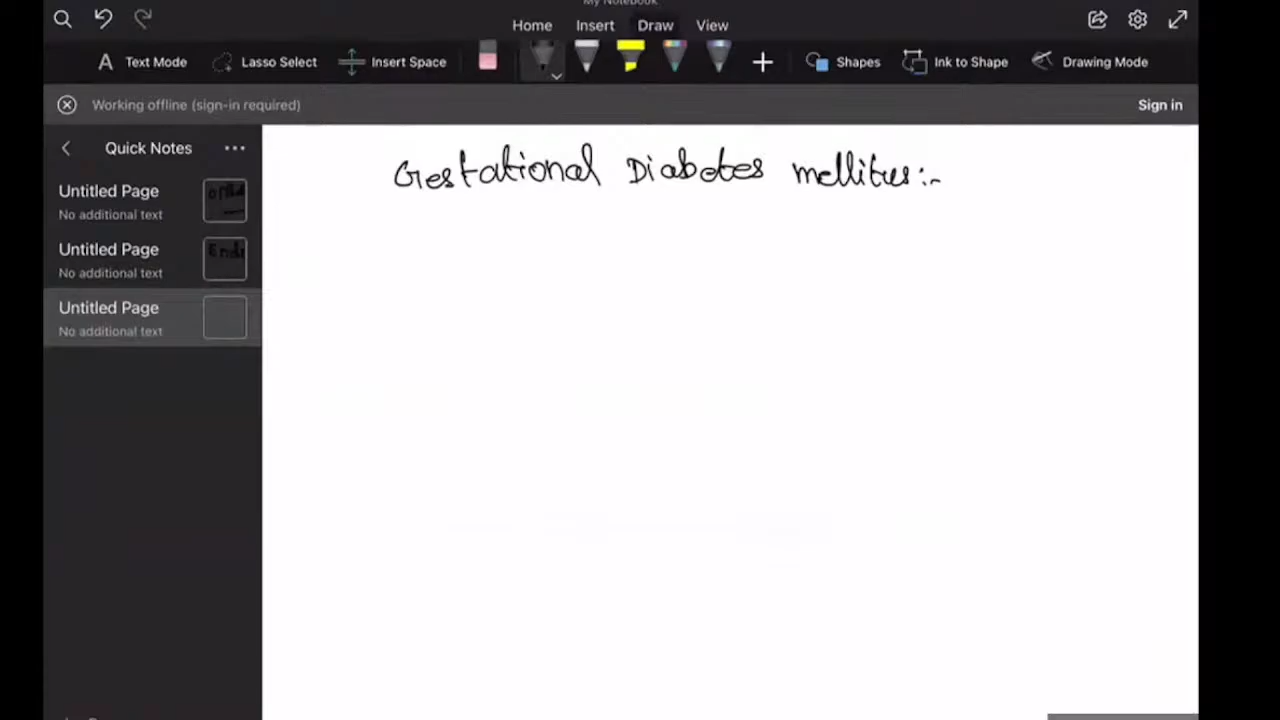 My Notebook
Home Insert Draw View
Text Mode Lasso Select Insert Space Shapes Ink to Shape Drawing Mode
Working offline (sign-in required) Sign in
Quick Notes
Untitled Page
No additional text
Untitled Page
No additional text
Untitled Page
No additional text
Gestational Diabetes mellitus:-